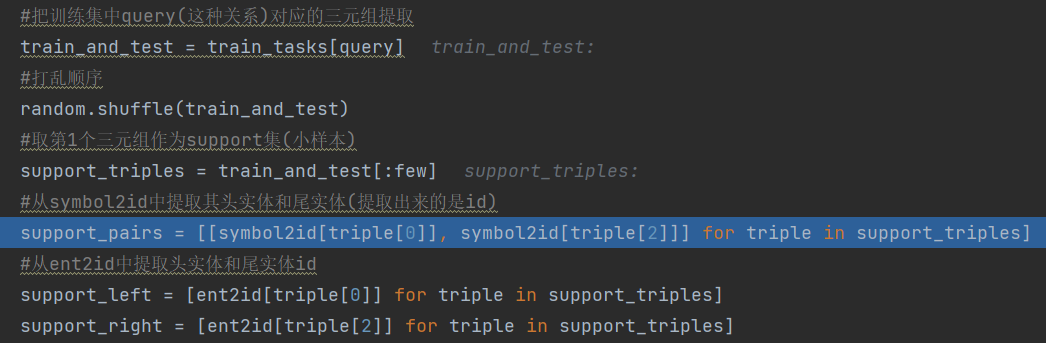 #把训练集中query(这种关系)对应的三元组提取
train_and_test = train_tasks[query]   train_and_test:
#打乱顺序
random.shuffle(train_and_test)
#取第1个三元组作为support集(小样本)
support_triples = train_and_test[:few]   support_triples:
#从symbol2id中提取其头实体和尾实体(提取出来的是id)
support_pairs = [[symbol2id[triple[0]], symbol2id[triple[2]]] for triple in support_triples]
#从ent2id中提取头实体和尾实体id
support_left = [ent2id[triple[0]] for triple in support_triples]
support_right = [ent2id[triple[2]] for triple in support_triples]